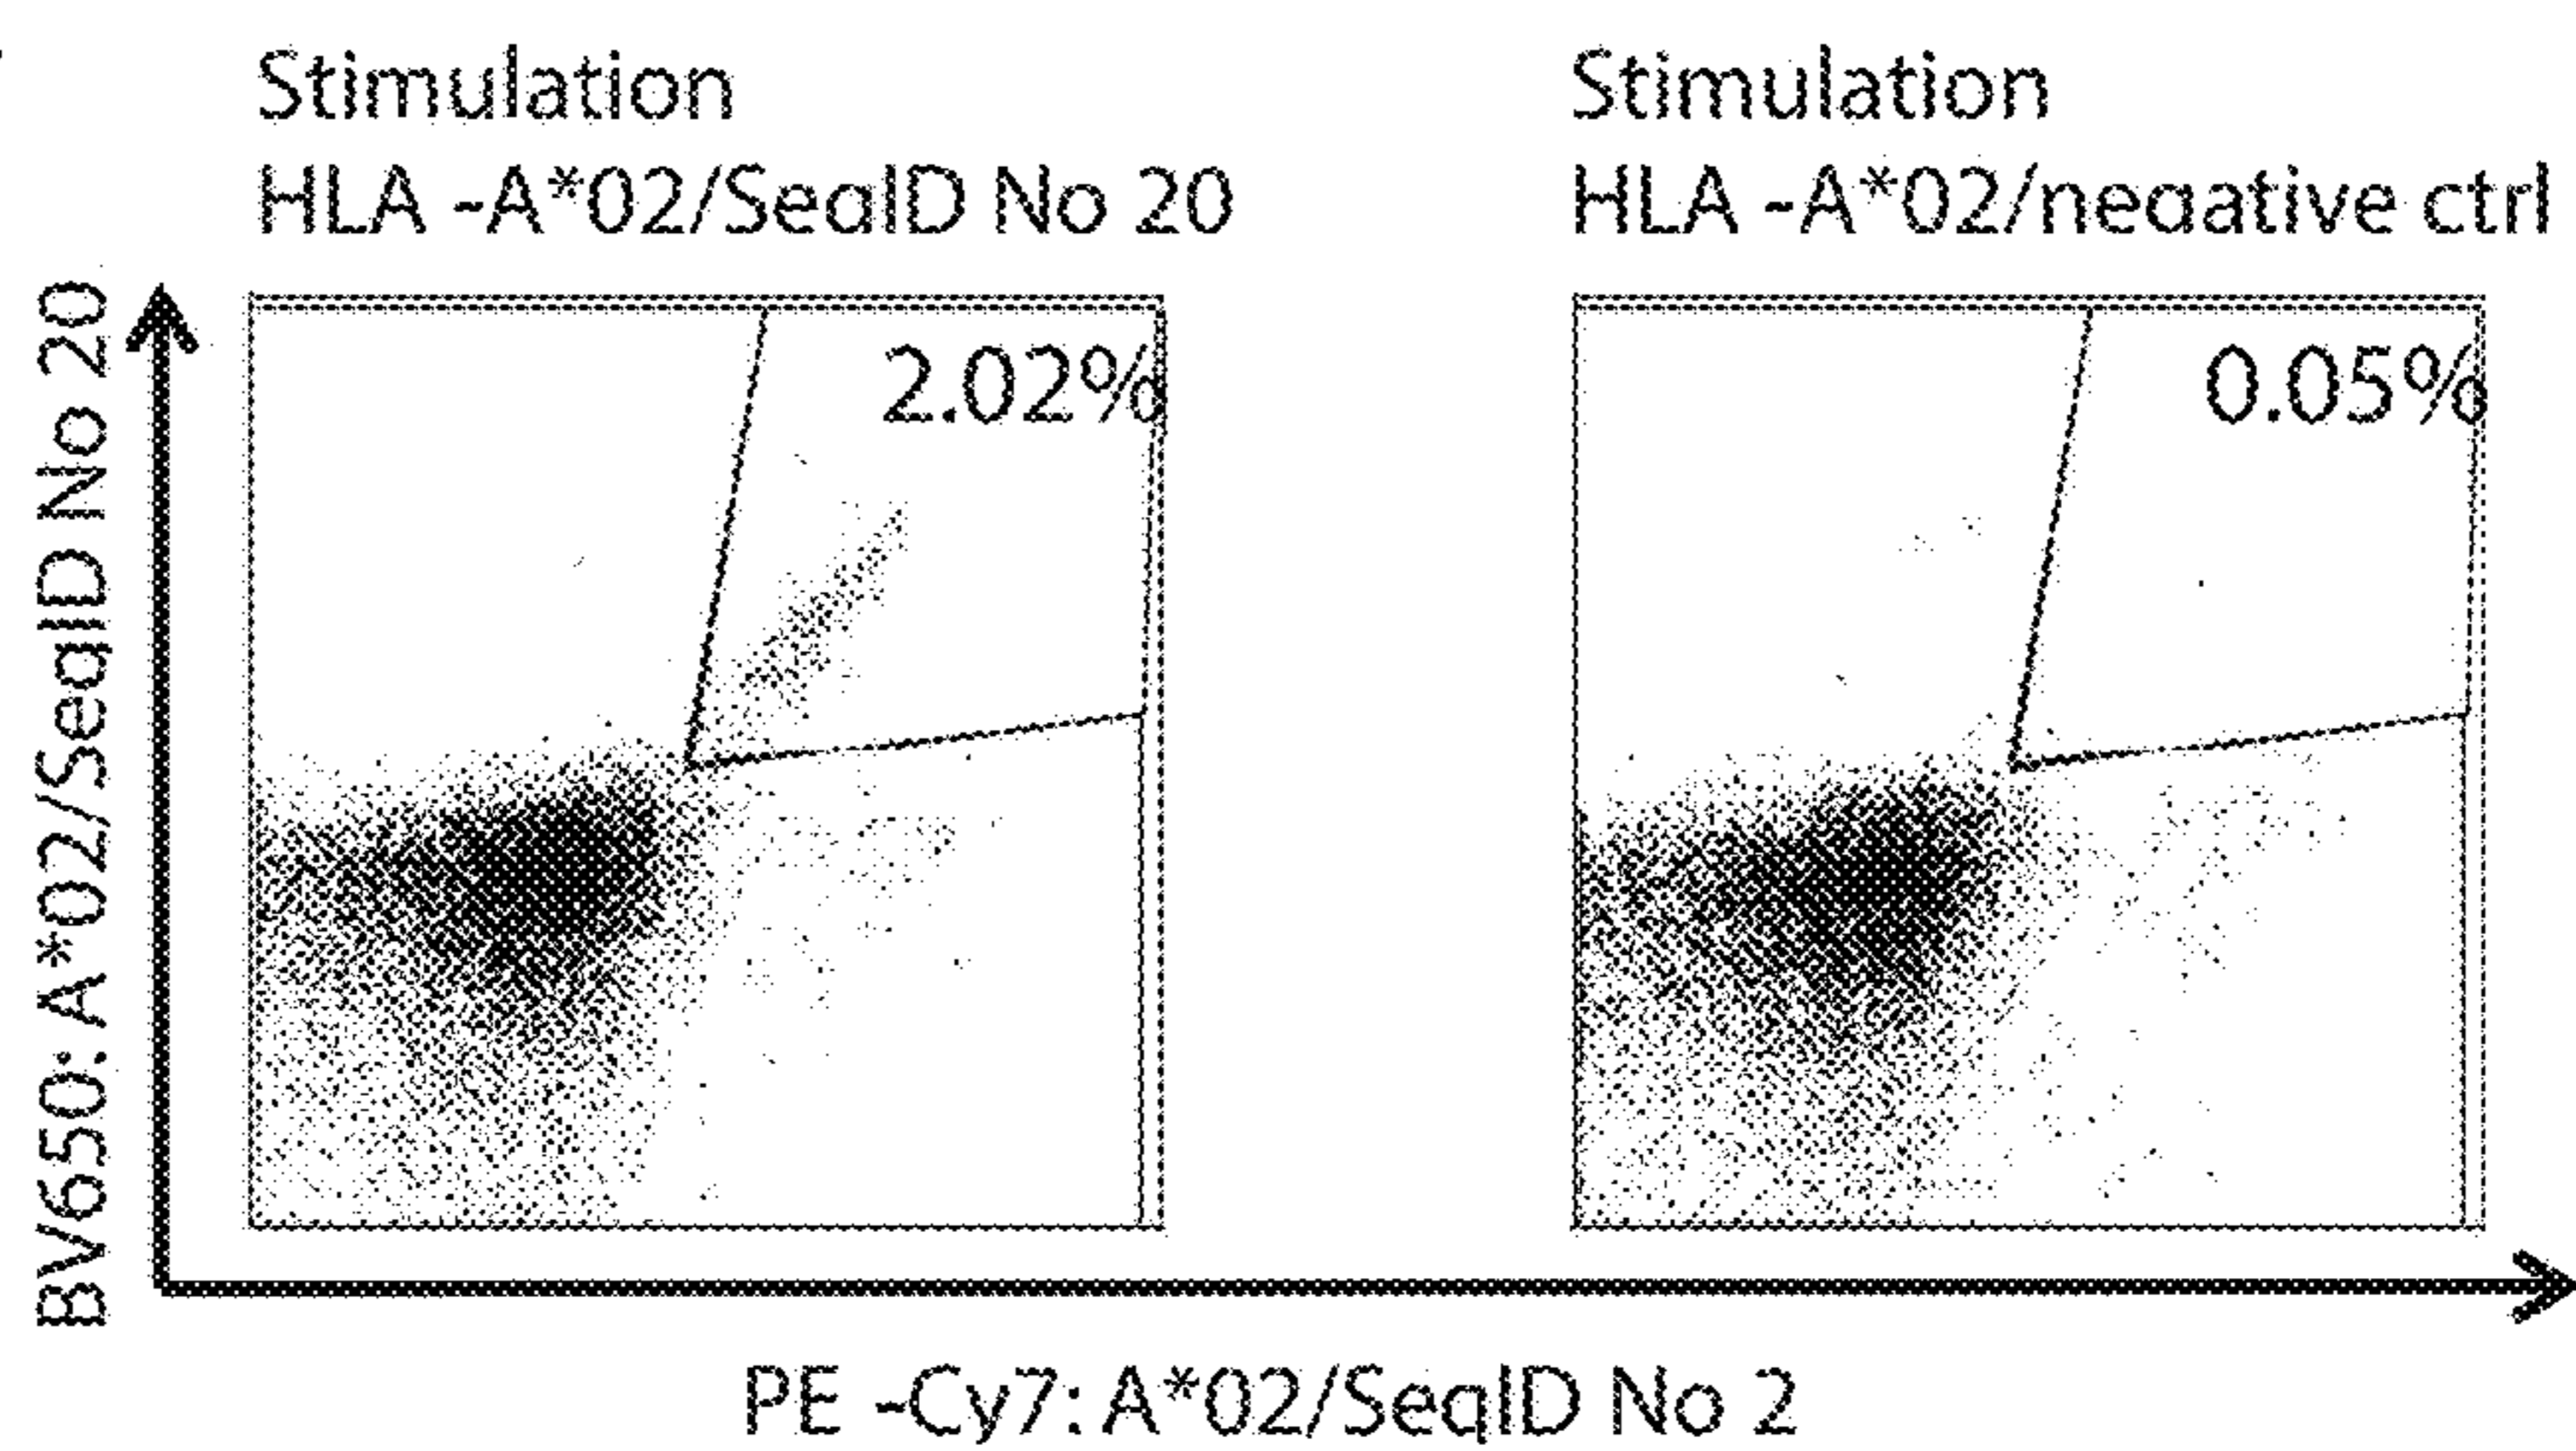 Stimulation
HLA -A*02/SeqID No 20
Stimulation
HLA -A*02/negative ctrl
BV650: A*02/SeqID No 20
2.02%
0.05%
PE -Cy7: A*02/SeqID No 2